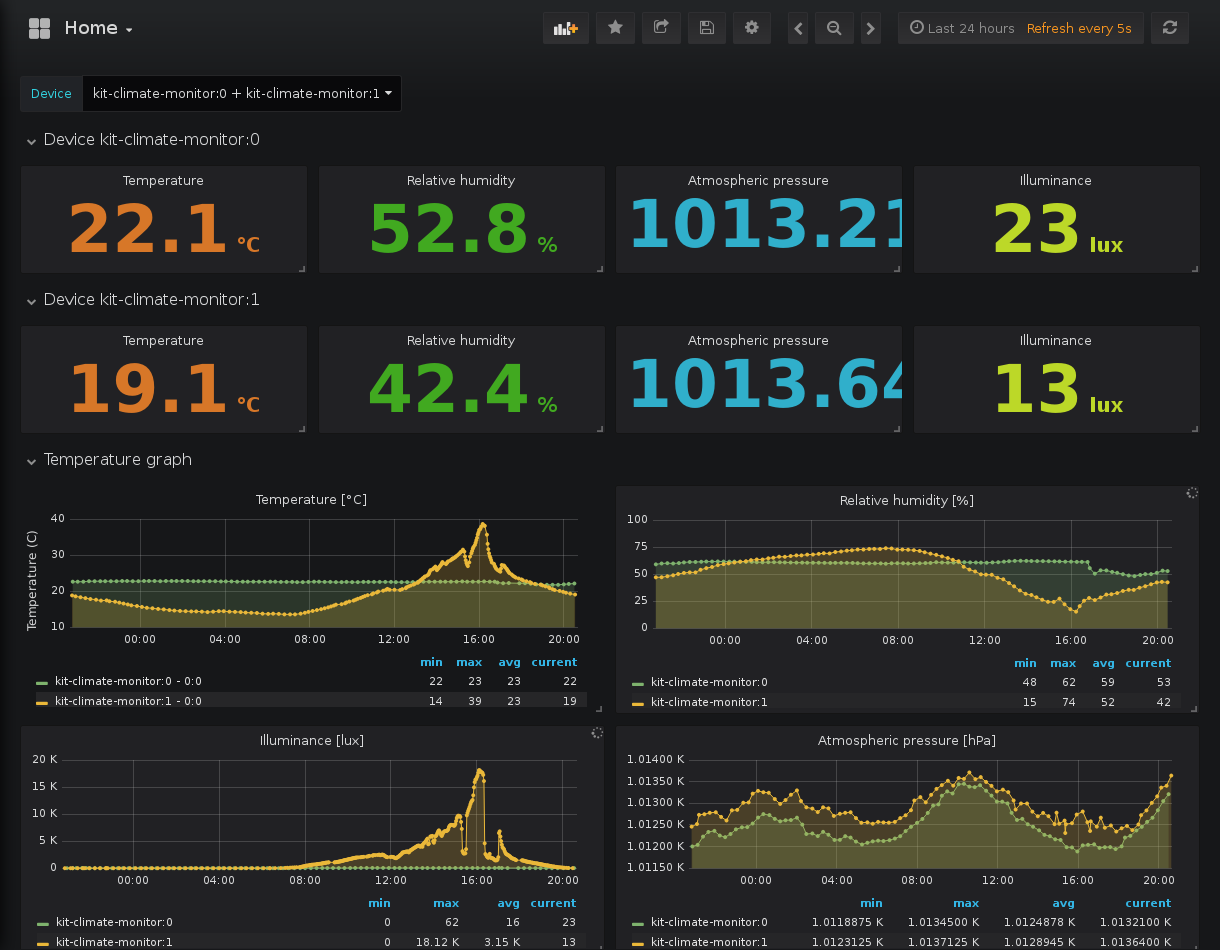 Home
Last 24 hours Refresh every 5s
Device kit-climate-monitor:0 + kit-climate-monitor:1
Device kit-climate-monitor:0
Temperature Relative humidity Atmospheric pressure Illuminance
22.1 °C 52.8 % 1013.21 23 lux
Device kit-climate-monitor:1
Temperature Relative humidity Atmospheric pressure Illuminance
19.1 °C 42.4 % 1013.64 13 lux
Temperature graph
Temperature [°C]
Temperature (C)
40
30
20
10
00:00 04:00 08:00 12:00 16:00 20:00
min max avg current
kit-climate-monitor:0 - 0:0 22 23 23 22
kit-climate-monitor:1 - 0:0 14 39 23 19
Relative humidity [%]
100
75
50
25
0
00:00 04:00 08:00 12:00 16:00 20:00
min max avg current
kit-climate-monitor:0 48 62 59 53
kit-climate-monitor:1 15 74 52 42
Illuminance [lux]
20 K
15 K
10 K
5 K
0
00:00 04:00 08:00 12:00 16:00 20:00
min max avg current
kit-climate-monitor:0 0 62 16 23
kit-climate-monitor:1 0 18.12 K 3.15 K 13
Atmospheric pressure [hPa]
1.01400 K
1.01350 K
1.01300 K
1.01250 K
1.01200 K
1.01150 K
00:00 04:00 08:00 12:00 16:00 20:00
min max avg current
kit-climate-monitor:0 1.0118875 K 1.0134500 K 1.0124878 K 1.0132100 K
kit-climate-monitor:1 1.0123125 K 1.0137125 K 1.0128945 K 1.0136400 K